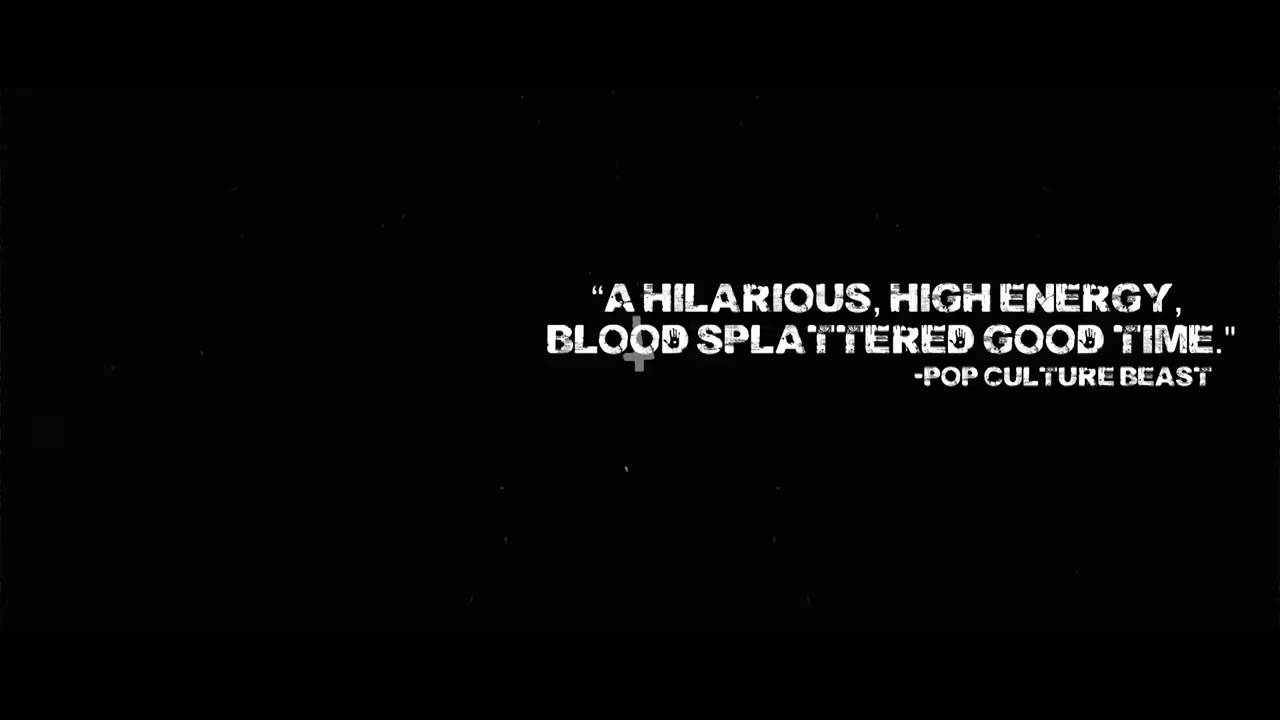 “A HILARIOUS, HIGH ENERGY,
BLOOD SPLATTERED GOOD TIME."
-POP CULTURE BEAST